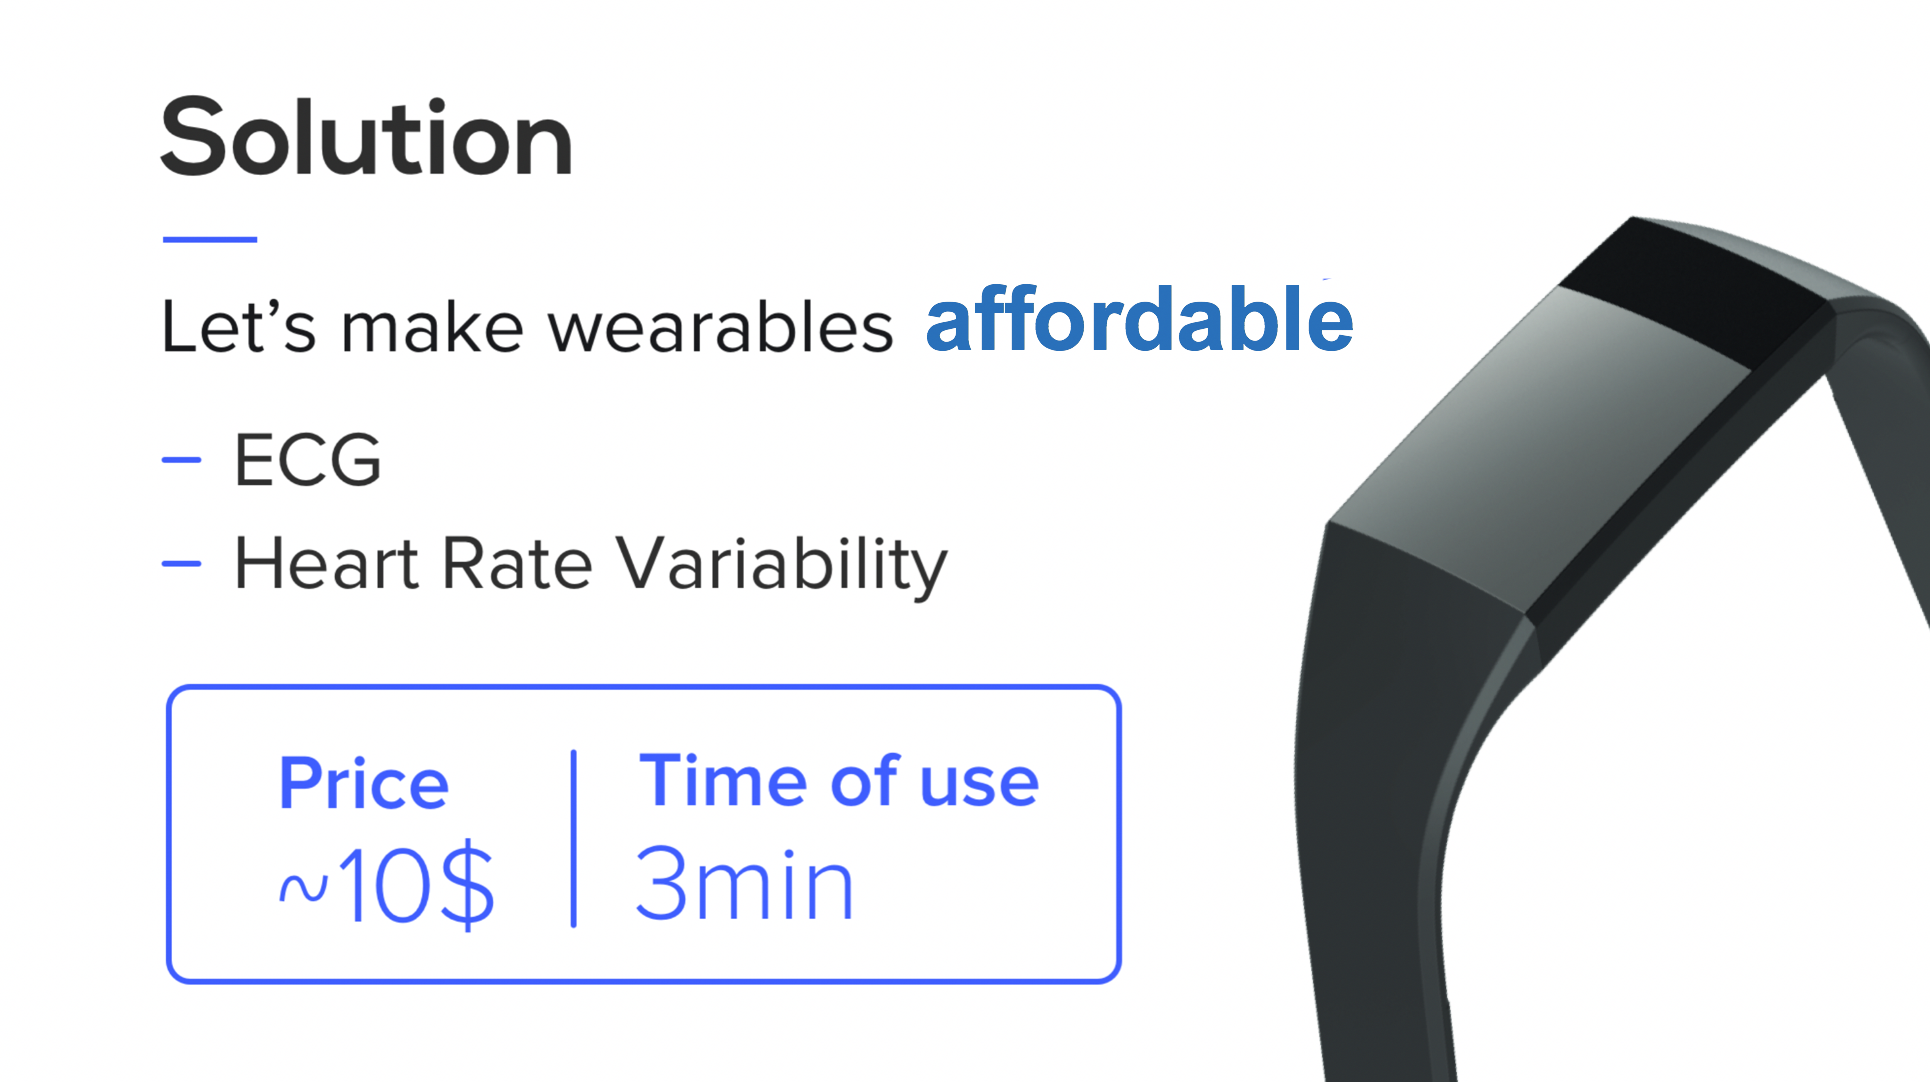 Solution
Let’s make wearables affordable
– ECG
– Heart Rate Variability
Price
~10$
Time of use
3min